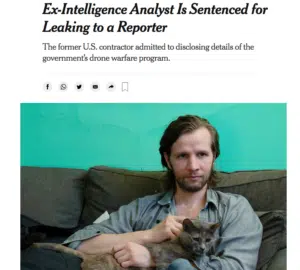 Ex-Intelligence Analyst Is Sentenced for
Leaking to a Reporter
The former U.S. contractor admitted to disclosing details of the
government's drone warfare program.